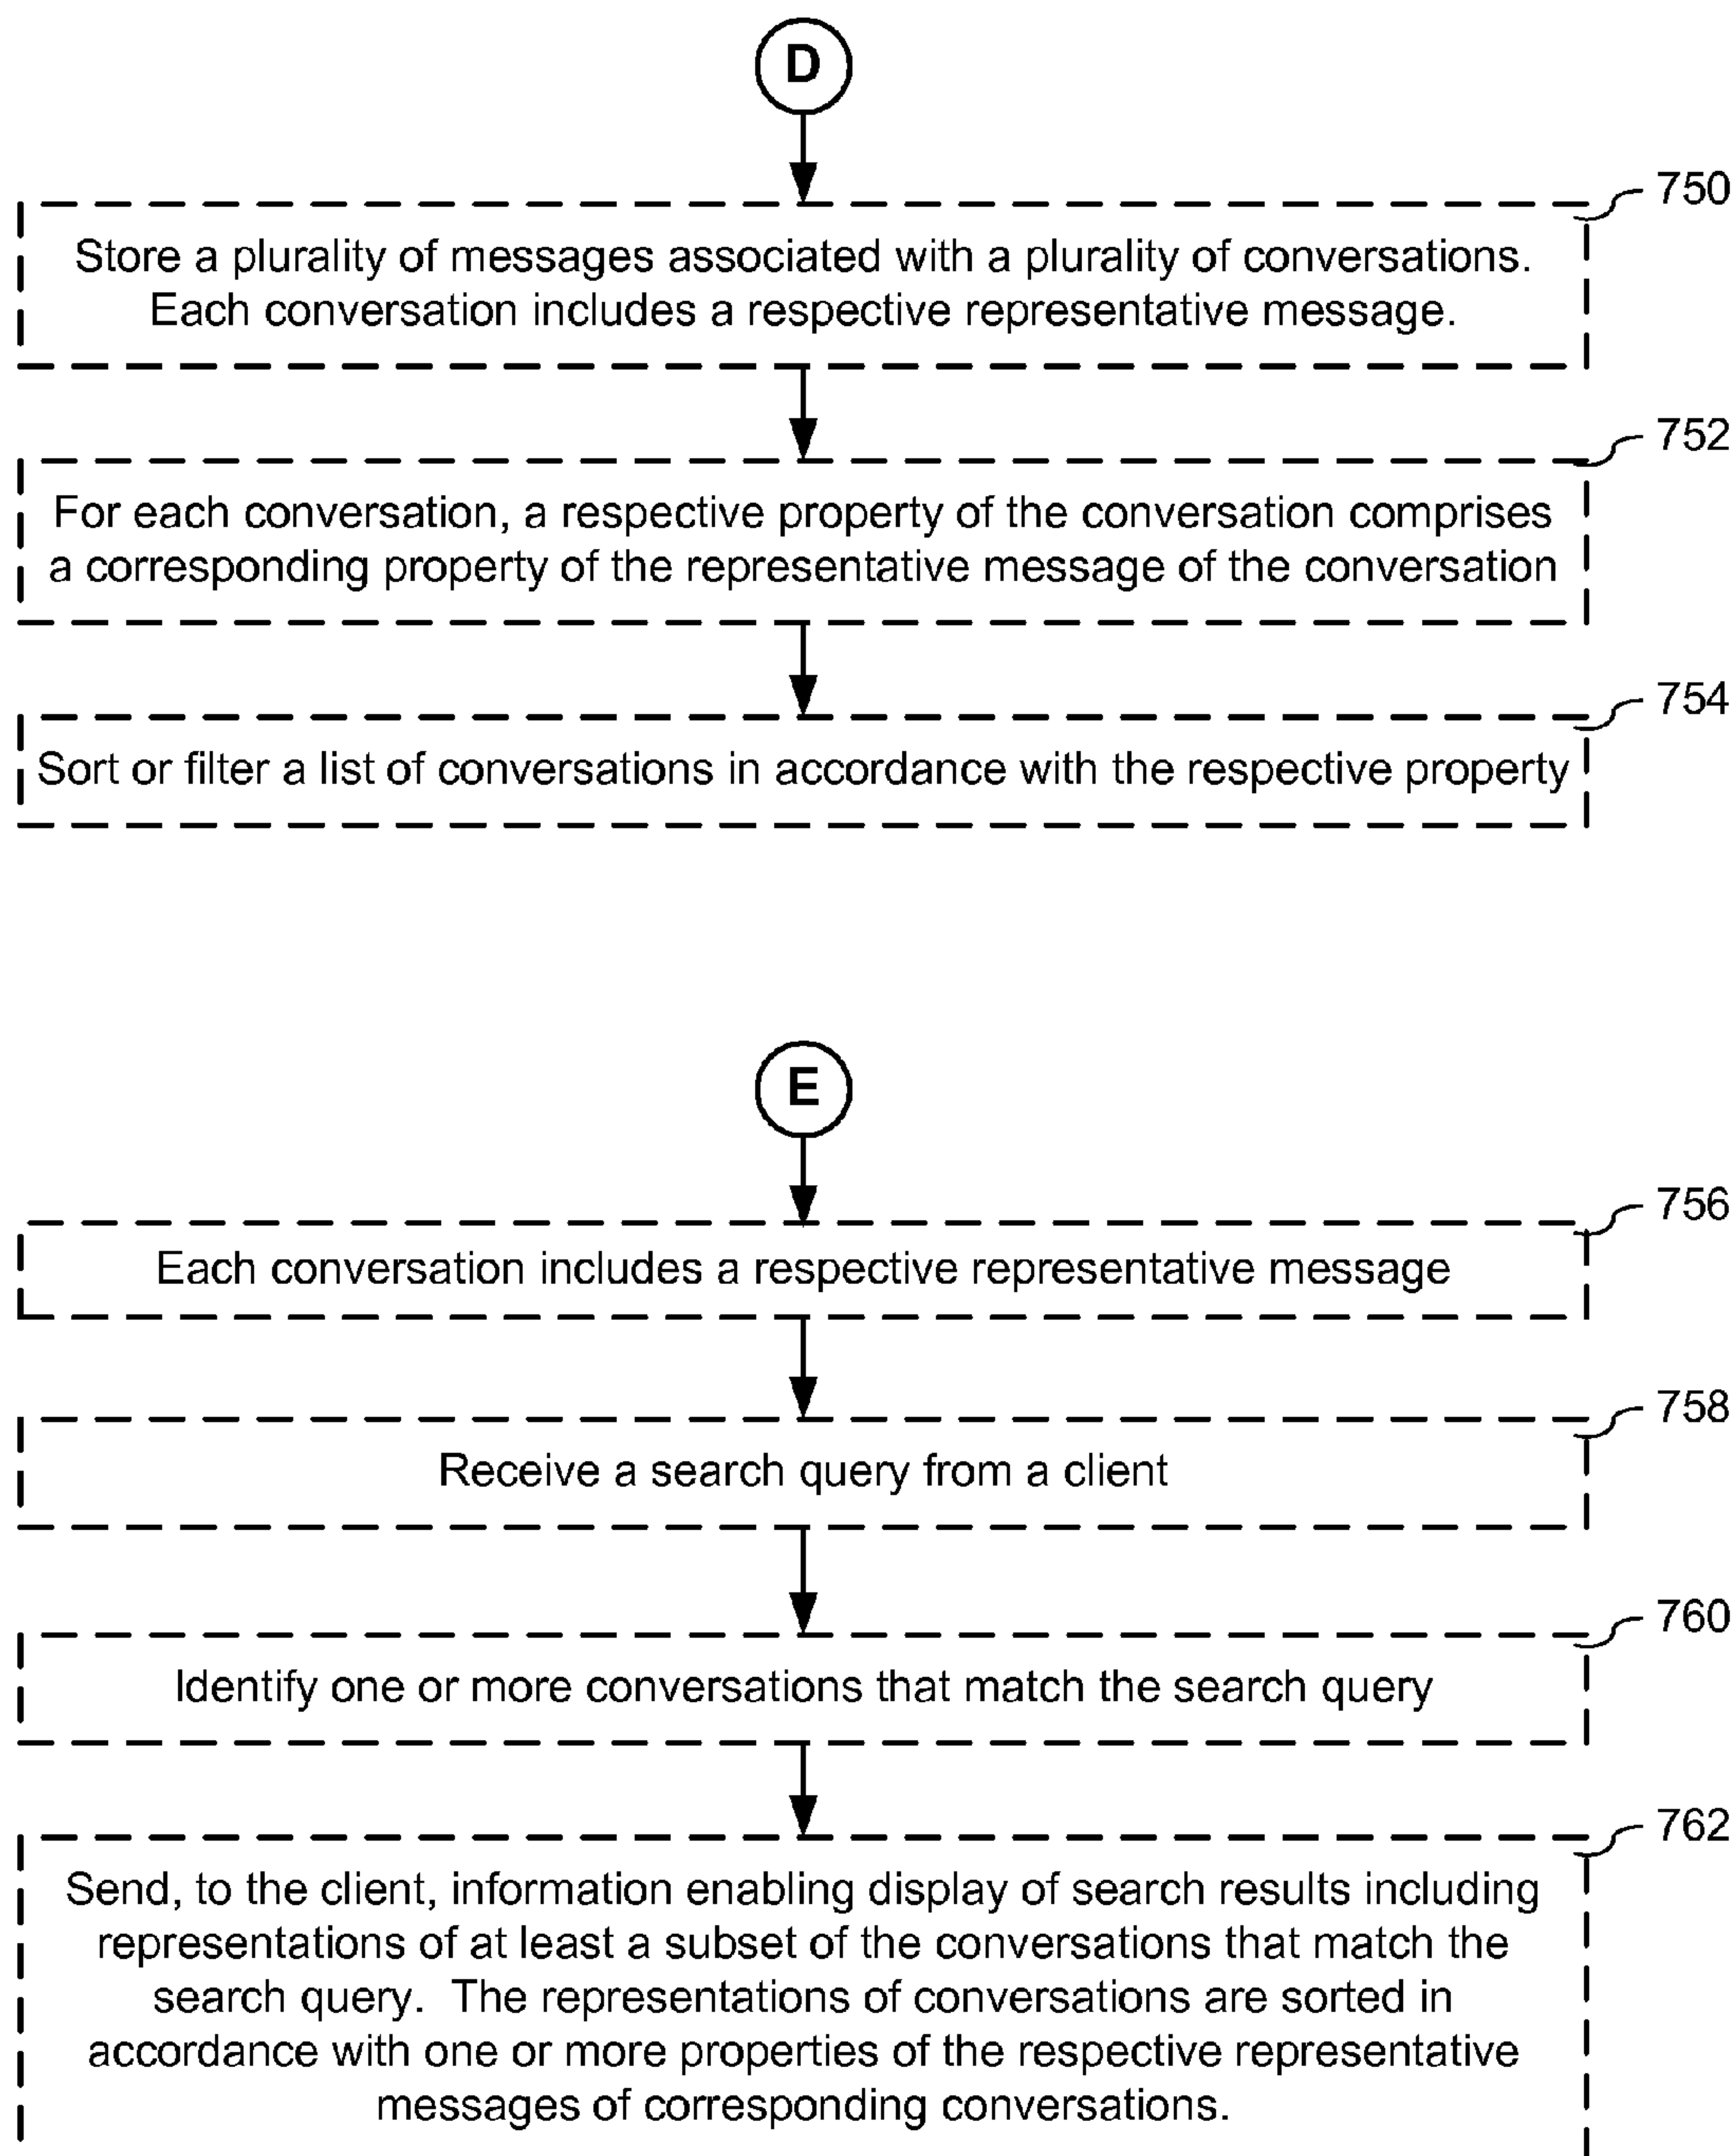 D
750
Store a plurality of messages associated with a plurality of conversations.
Each conversation includes a respective representative message.
752
For each conversation, a respective property of the conversation comprises
a corresponding property of the representative message of the conversation
754
Sort or filter a list of conversations in accordance with the respective property
E
756
Each conversation includes a respective representative message
758
Receive a search query from a client
760
Identify one or more conversations that match the search query
762
Send, to the client, information enabling display of search results including
representations of at least a subset of the conversations that match the
search query.  The representations of conversations are sorted in
accordance with one or more properties of the respective representative
messages of corresponding conversations.